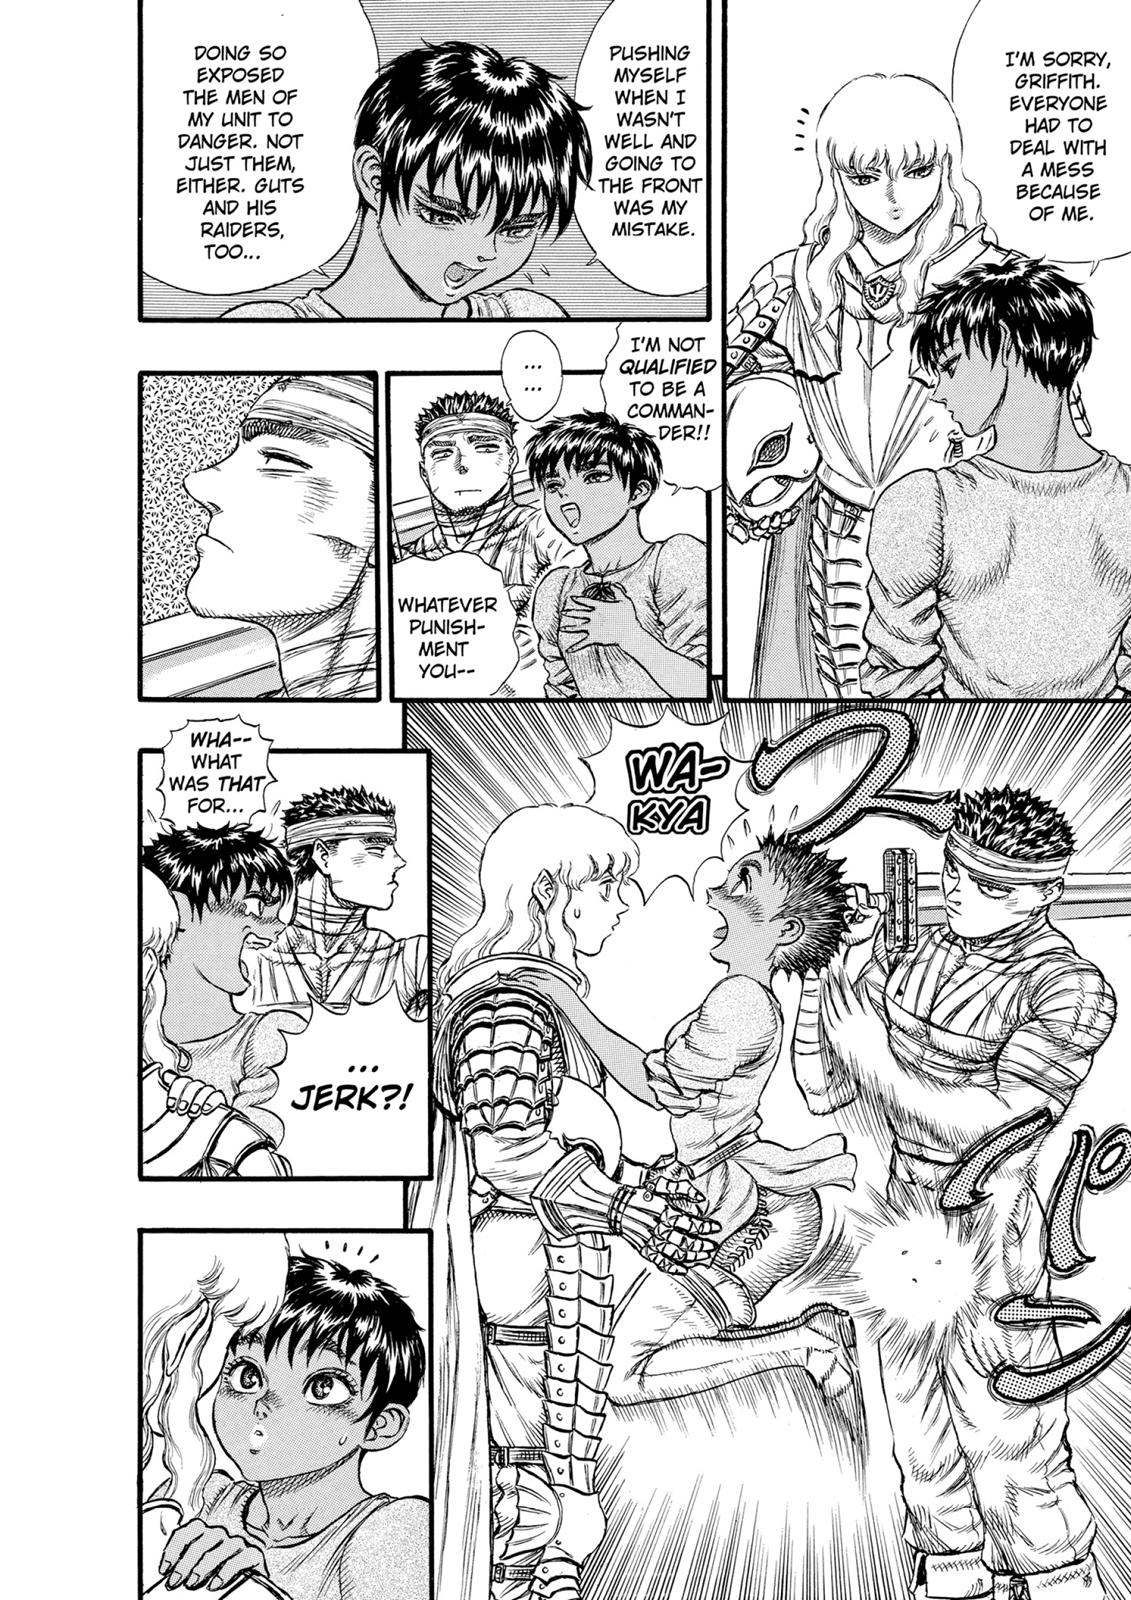 I'M SORRY,
GRIFFITH.
EVERYONE
HAD TO
DEAL WITH
A MESS
BECAUSE
OF ME.
PUSHING
MYSELF
WHEN I
WASN'T
WELL AND
GOING TO
THE FRONT
WAS MY
MISTAKE.
DOING SO
EXPOSED
THE MEN OF
MY UNIT TO
DANGER. NOT
JUST THEM,
EITHER. GUTS
AND HIS
RAIDERS,
TOO...
I'M NOT
QUALIFIED
TO BE A
COMMAN-
DER!!
...
...
WHATEVER
PUNISH-
MENT
YOU--
WA-
KYA
スパン
WHA--
WHAT
WAS THAT
FOR...
...
JERK?!